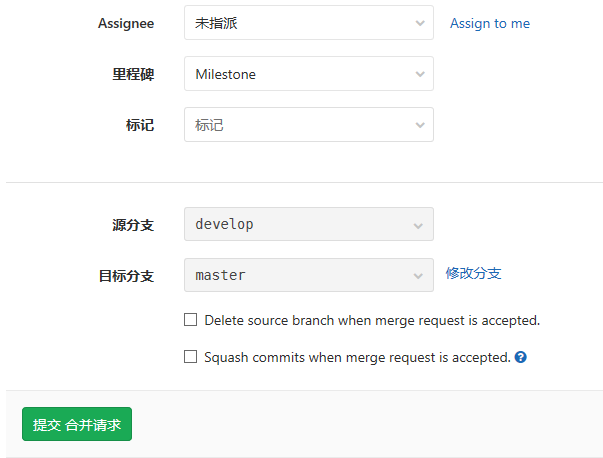 Assignee 未指派 Assign to me
里程碑 Milestone
标记 标记
源分支 develop
目标分支 master 修改分支
Delete source branch when merge request is accepted.
Squash commits when merge request is accepted. ?
提交 合并请求